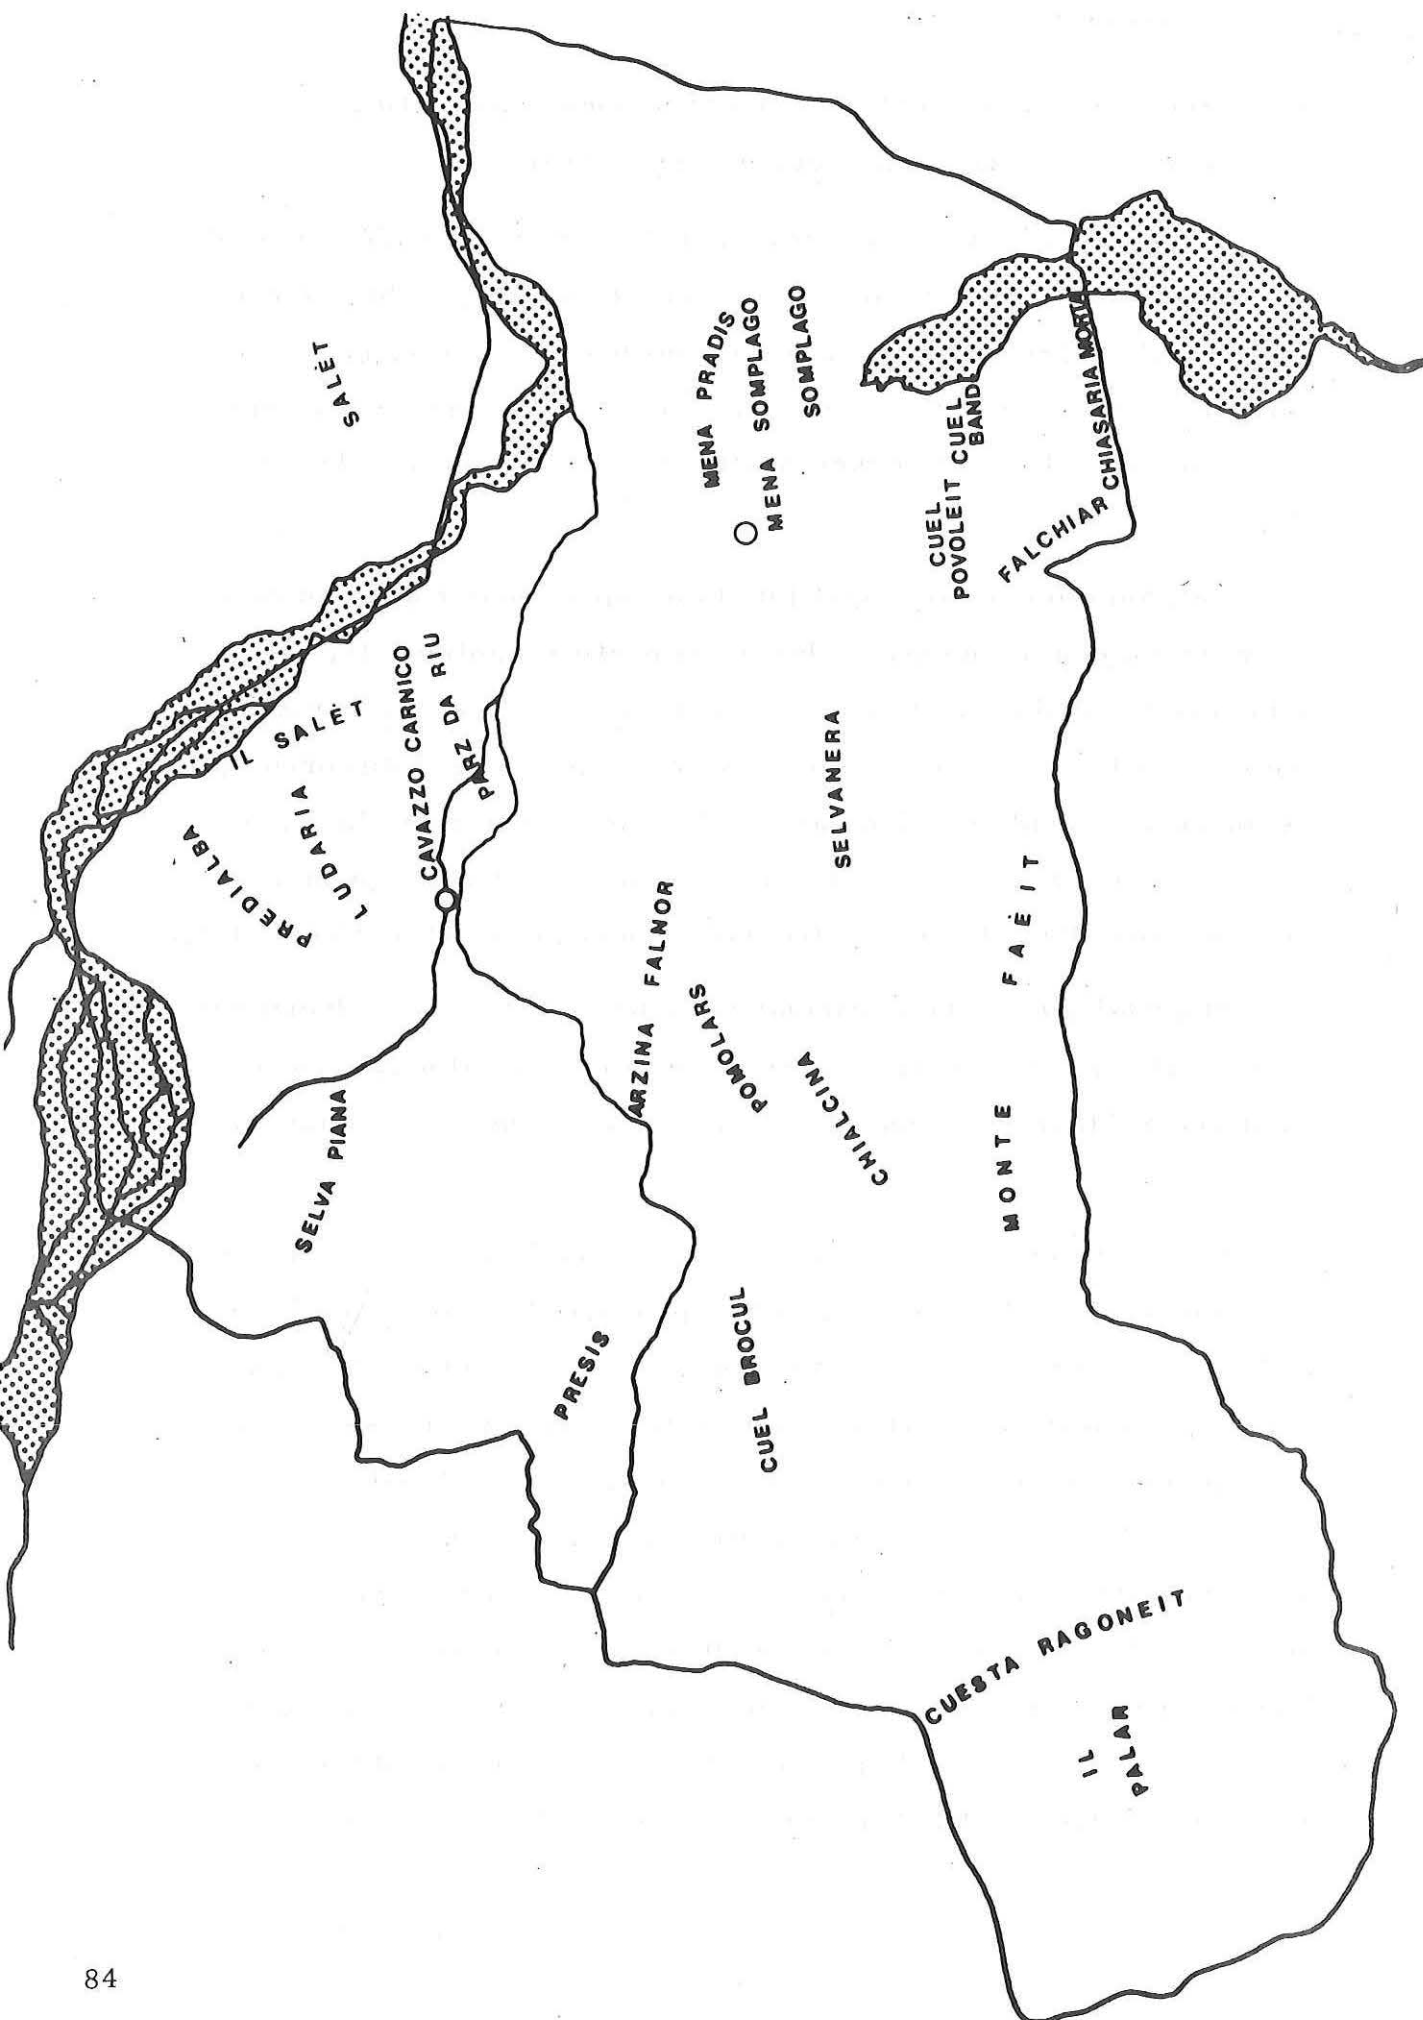 SALÈT
MENA PRADIS
MENA SOMPLAGO
SOMPLAGO
CUEL
BAND
CUEL
POVOLEIT
CHIASARIA MORTA
FALCHIAR
IL SALÈT
PREDIALBA
LUDARIA
CAVAZZO CARNICO
PARZ DA RIU
SELVANERA
ARZINA FALNOR
POMOLARS
CHIALCINA
MONTE FAÈIT
SELVA PIANA
PRESIS
CUEL BROCUL
CUESTA RAGONEIT
IL
PALAR
84